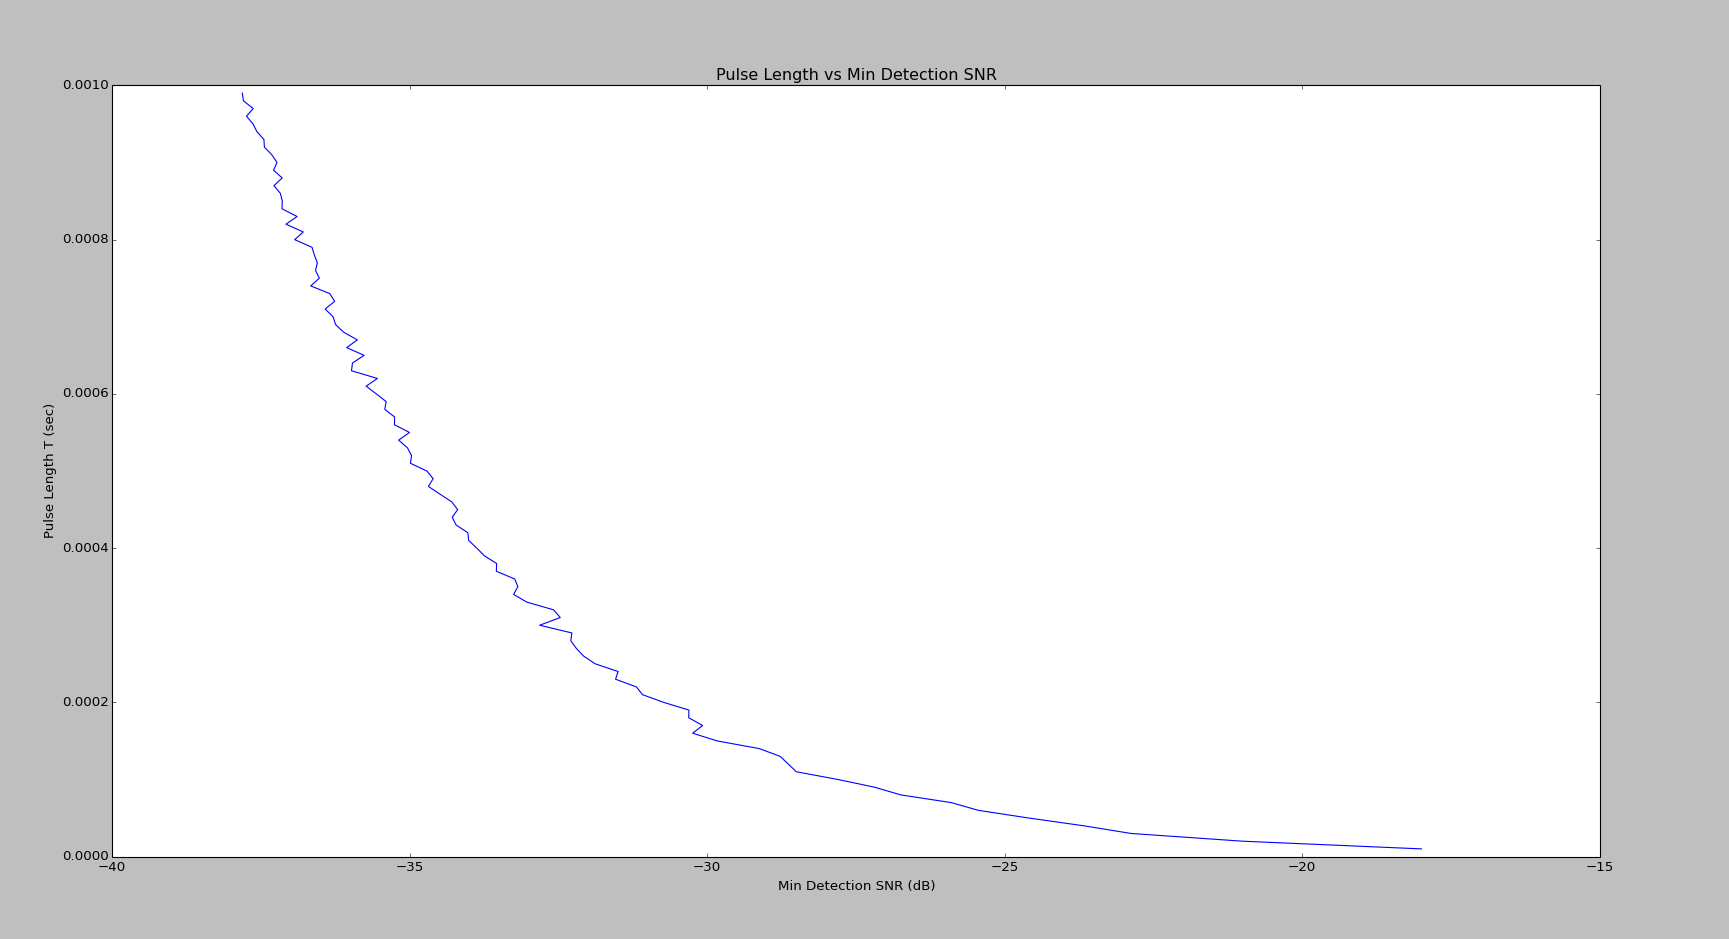 Pulse Length vs Min Detection SNR
0.0010
0.0008
0.0006
0.0004
0.0002
0.0000
Pulse Length T (sec)
−40 −35 −30 −25 −20 −15
Min Detection SNR (dB)